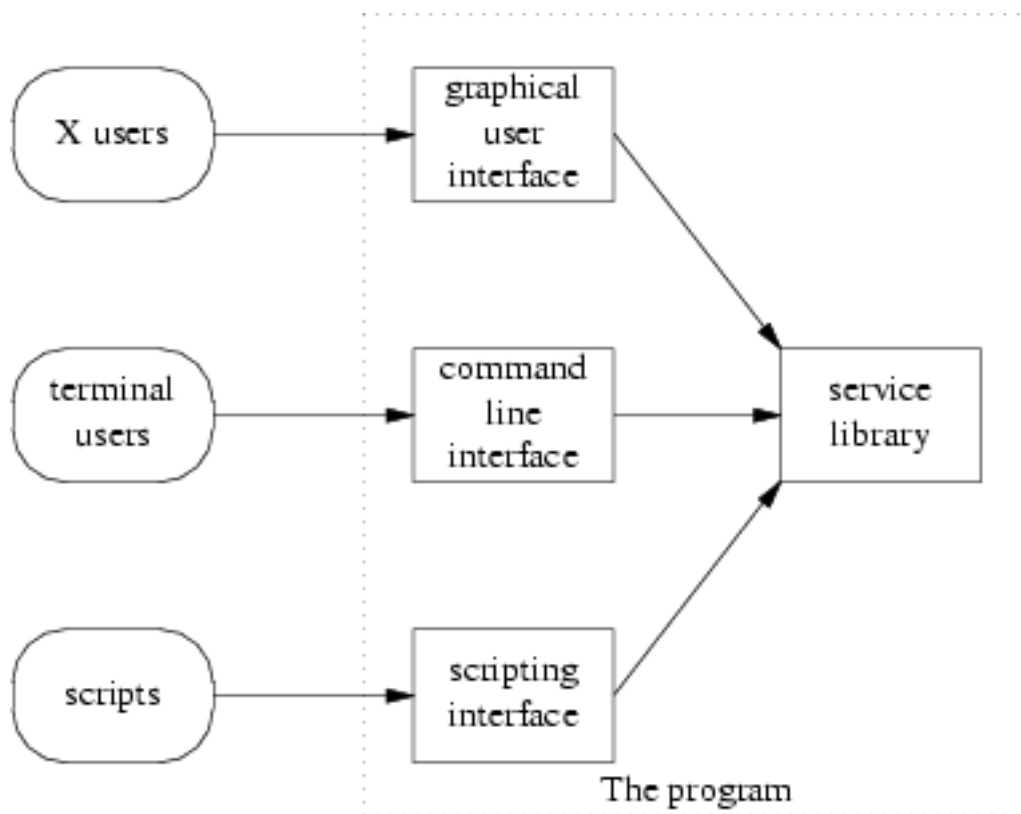 X users
graphical
user
interface
terminal
users
command
line
interface
service
library
scripts
scripting
interface
The program